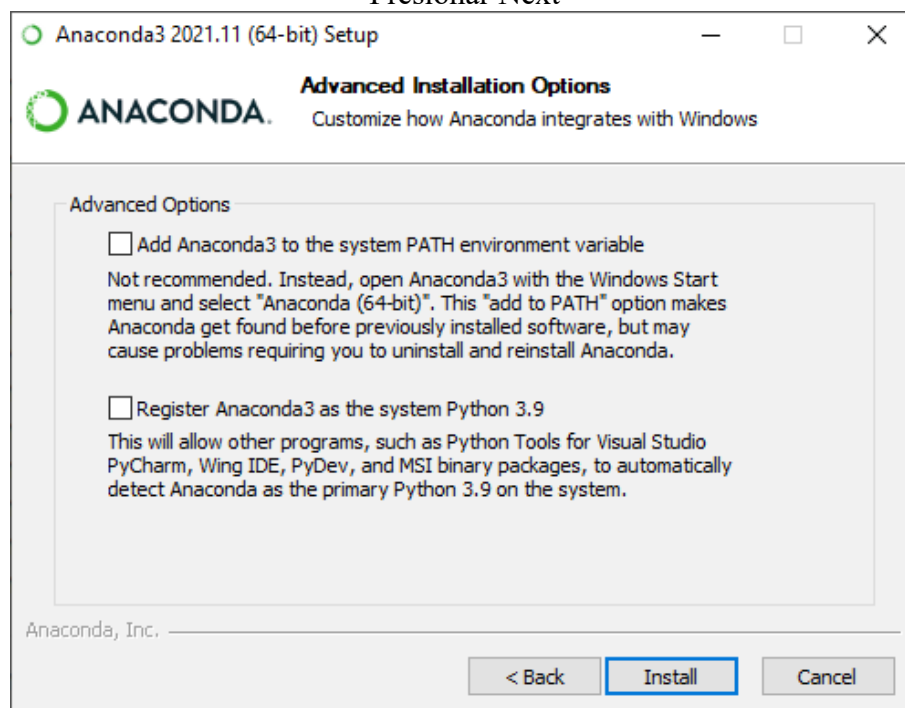 Presionar Next
Anaconda3 2021.11 (64-bit) Setup
ANACONDA.
Advanced Installation Options
Customize how Anaconda integrates with Windows
Advanced Options
Add Anaconda3 to the system PATH environment variable
Not recommended. Instead, open Anaconda3 with the Windows Start
menu and select "Anaconda (64-bit)". This "add to PATH" option makes
Anaconda get found before previously installed software, but may
cause problems requiring you to uninstall and reinstall Anaconda.
Register Anaconda3 as the system Python 3.9
This will allow other programs, such as Python Tools for Visual Studio
PyCharm, Wing IDE, PyDev, and MSI binary packages, to automatically
detect Anaconda as the primary Python 3.9 on the system.
Anaconda, Inc.
< Back
Install
Cancel